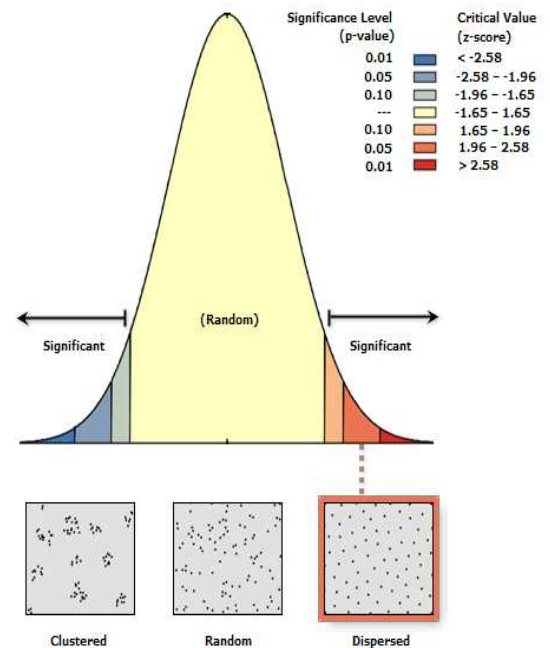 Significance Level Critical Value
(p-value) (z-score)
0.01 < -2.58
0.05 -2.58 – -1.96
0.10 -1.96 – -1.65
--- -1.65 – 1.65
0.10 1.65 – 1.96
0.05 1.96 – 2.58
0.01 > 2.58
(Random)
Significant Significant
Clustered Random Dispersed